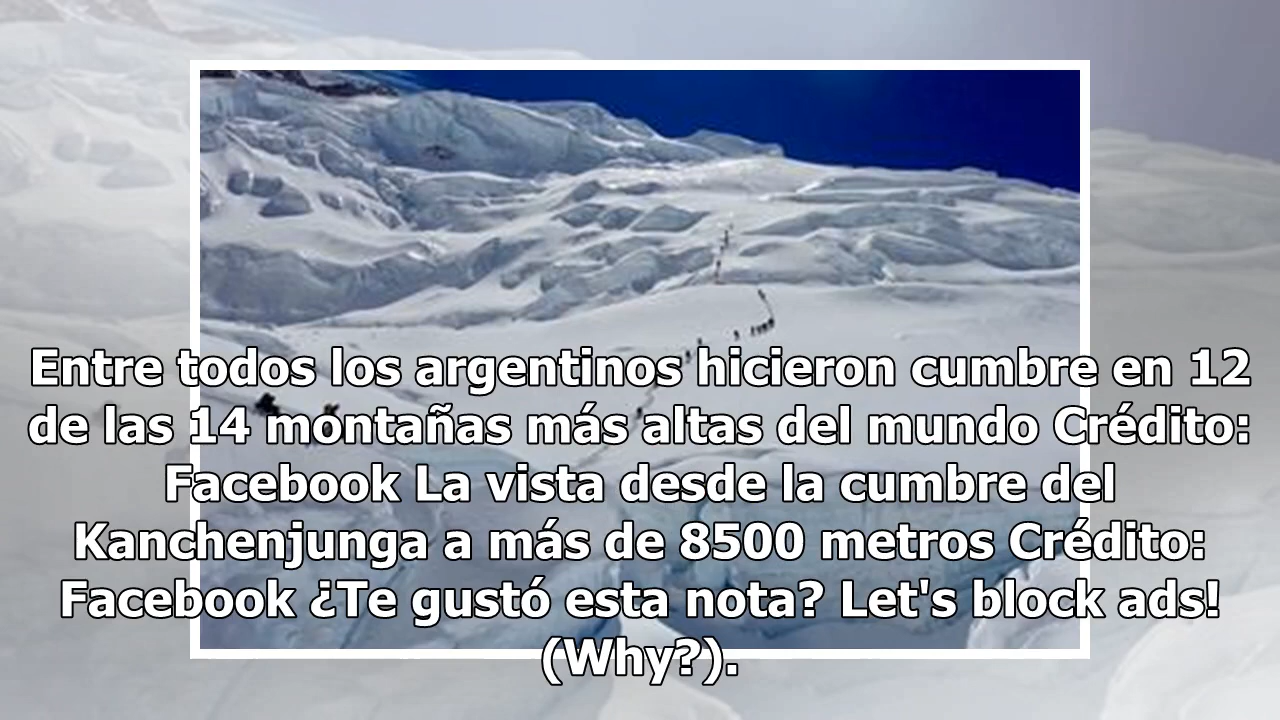 Entre todos los argentinos hicieron cumbre en 12
de las 14 montañas más altas del mundo Crédito:
Facebook La vista desde la cumbre del
Kanchenjunga a más de 8500 metros Crédito:
Facebook ¿Te gustó esta nota? Let's block ads!
(Why?).